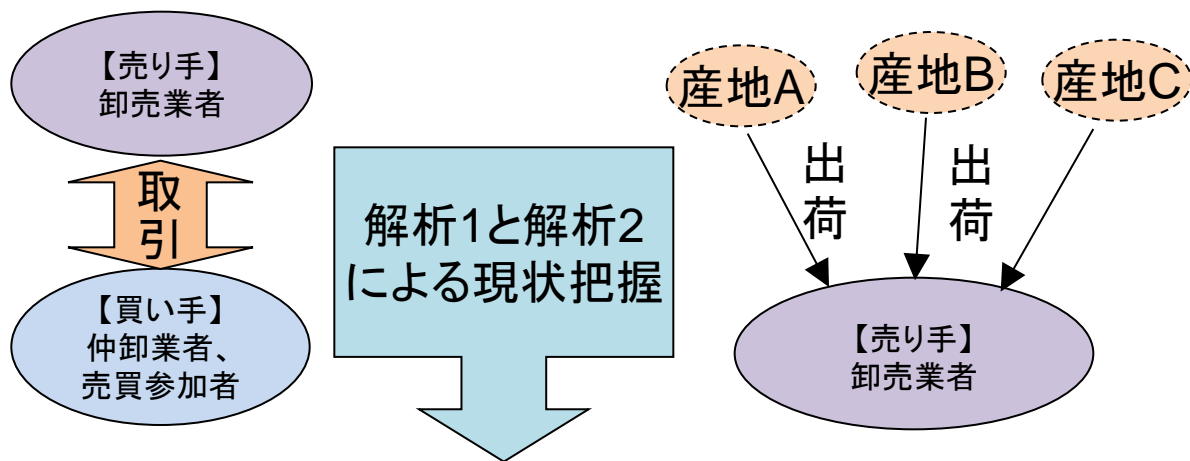 【売り手】
卸売業者
取
引
【買い手】
仲卸業者、
売買参加者
解析1と解析2
による現状把握
産地A
産地B
産地C
出
荷
出
荷
【売り手】
卸売業者